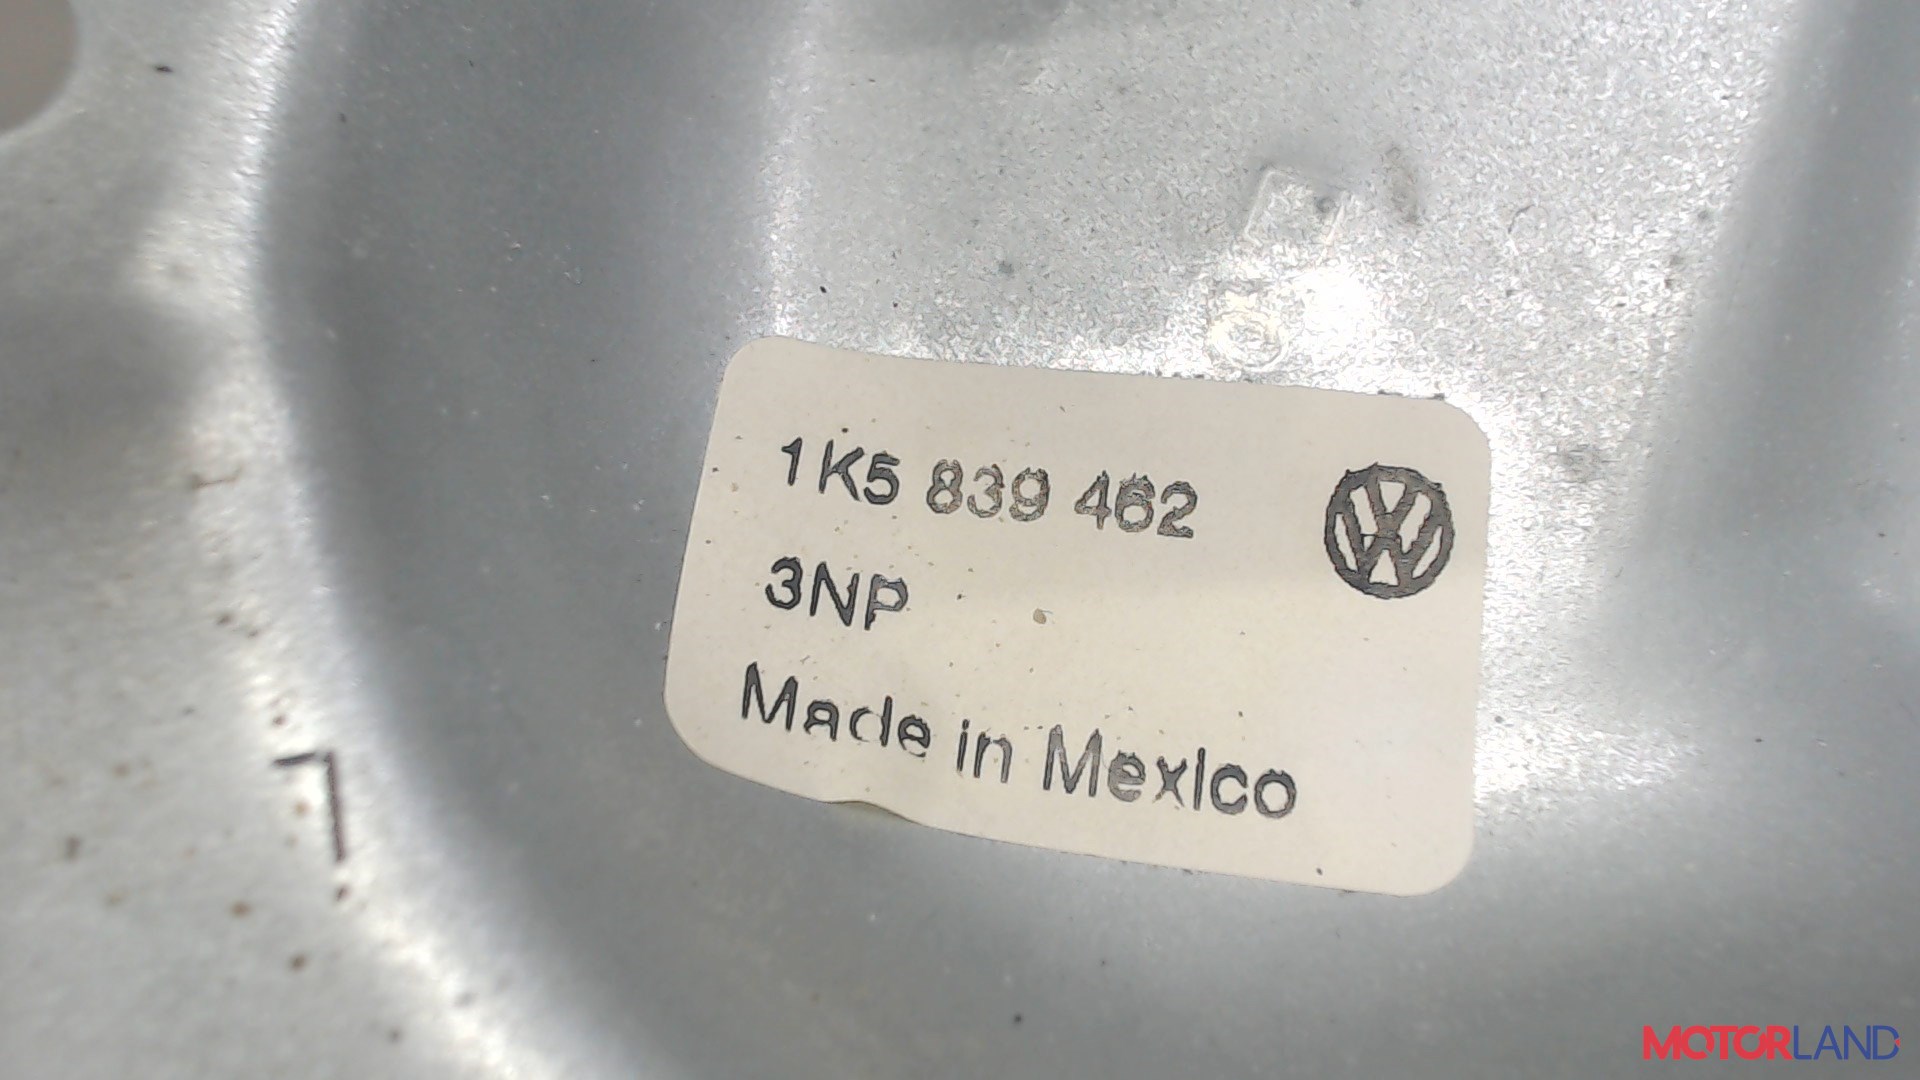 1K5 839 462
3NP
Made in Mexico
MOTORLAND